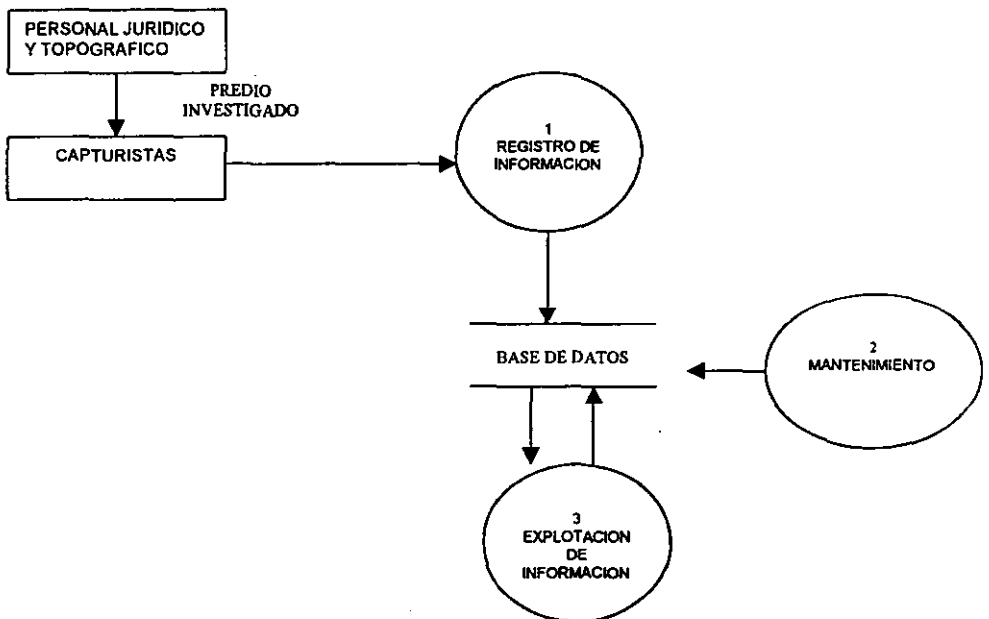 PERSONAL JURIDICO
Y TOPOGRAFICO
PREDIO
INVESTIGADO
CAPTURISTAS
1
REGISTRO DE
INFORMACION
BASE DE DATOS
2
MANTENIMIENTO
3
EXPLOTACION
DE
INFORMACION